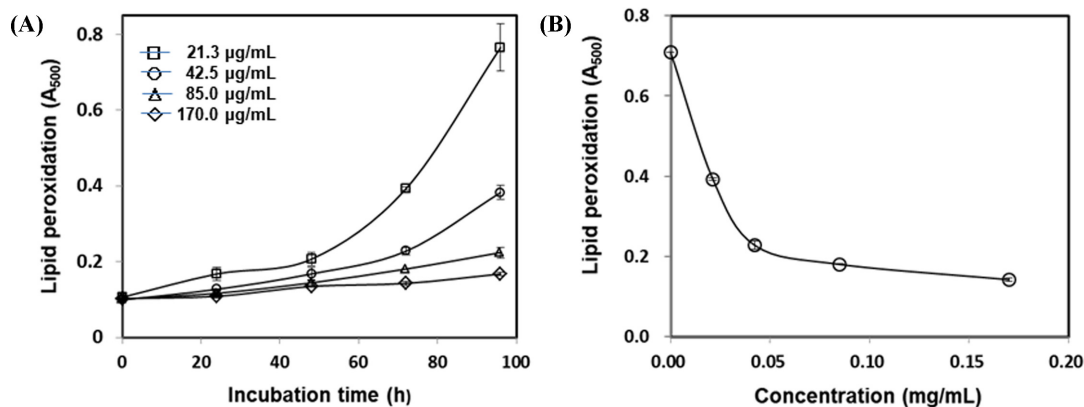 (A)
Lipid peroxidation (A500)
0.8
0.6
0.4
0.2
0
21.3 µg/mL
42.5 µg/mL
85.0 µg/mL
170.0 µg/mL
0 20 40 60 80 100
Incubation time (h)
(B)
Lipid peroxidation (A500)
0.8
0.6
0.4
0.2
0.0
0.00 0.05 0.10 0.15 0.20
Concentration (mg/mL)